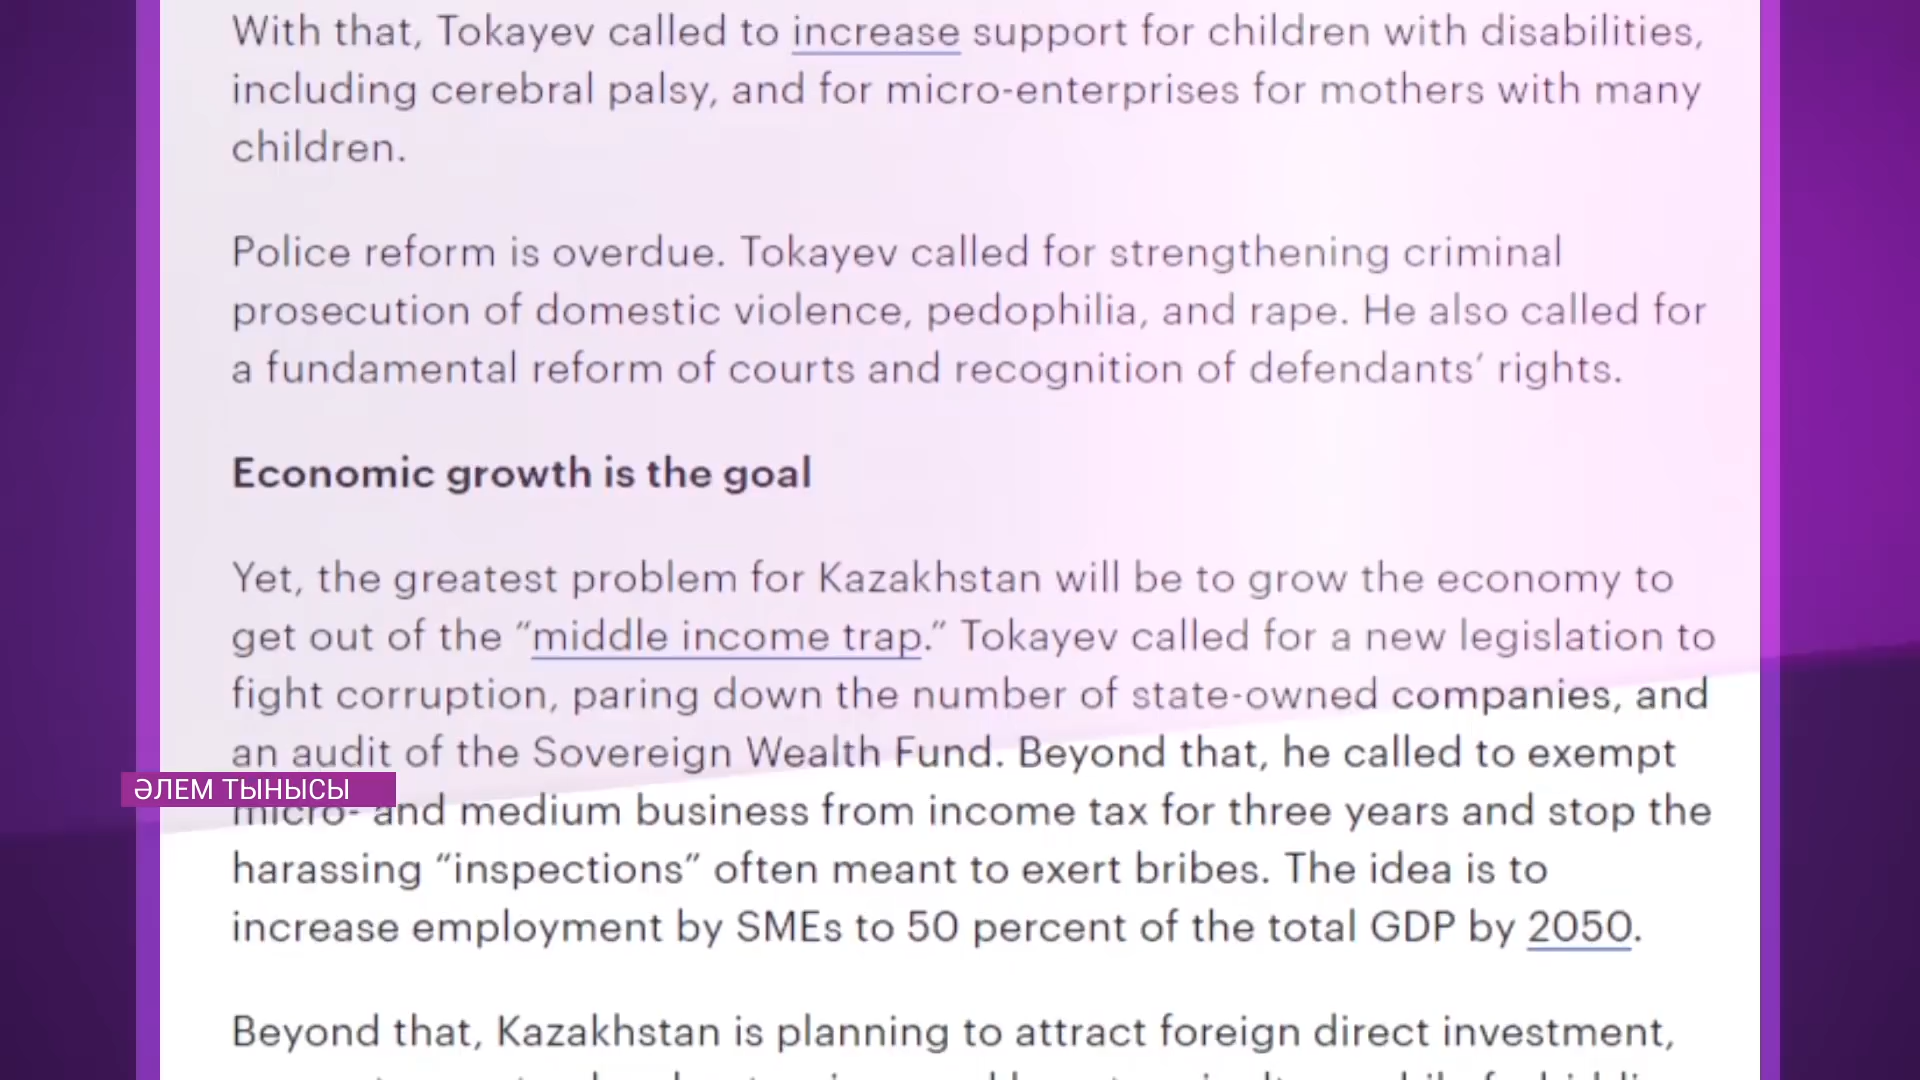 With that, Tokayev called to increase support for children with disabilities,
including cerebral palsy, and for micro-enterprises for mothers with many
children.
Police reform is overdue. Tokayev called for strengthening criminal
prosecution of domestic violence, pedophilia, and rape. He also called for
a fundamental reform of courts and recognition of defendants’ rights.
Economic growth is the goal
Yet, the greatest problem for Kazakhstan will be to grow the economy to
get out of the “middle income trap.” Tokayev called for a new legislation to
fight corruption, paring down the number of state-owned companies, and
an audit of the Sovereign Wealth Fund. Beyond that, he called to exempt
ӘЛЕМ ТЫНЫСЫ
micro- and medium business from income tax for three years and stop the
harassing “inspections” often meant to exert bribes. The idea is to
increase employment by SMEs to 50 percent of the total GDP by 2050.
Beyond that, Kazakhstan is planning to attract foreign direct investment,